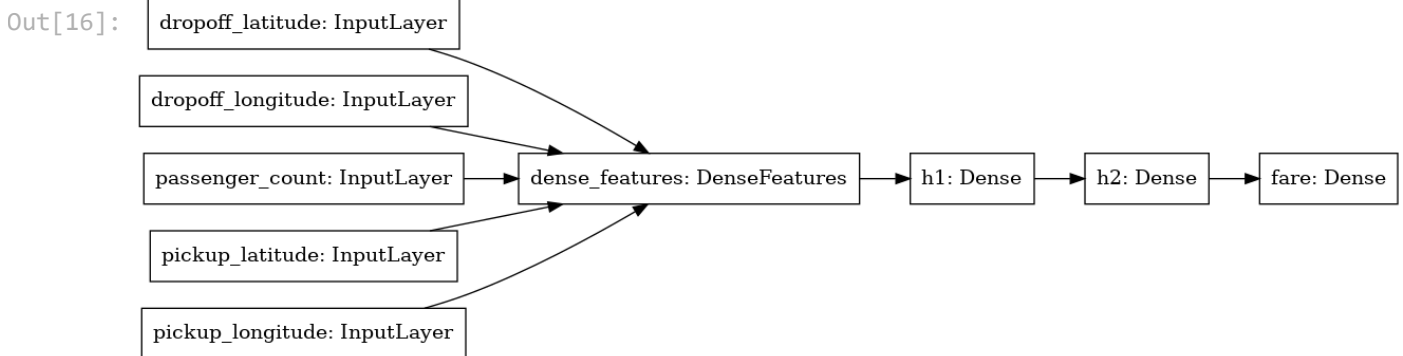 Out[16]:
dropoff_latitude: InputLayer
dropoff_longitude: InputLayer
passenger_count: InputLayer
pickup_latitude: InputLayer
pickup_longitude: InputLayer
dense_features: DenseFeatures
h1: Dense
h2: Dense
fare: Dense